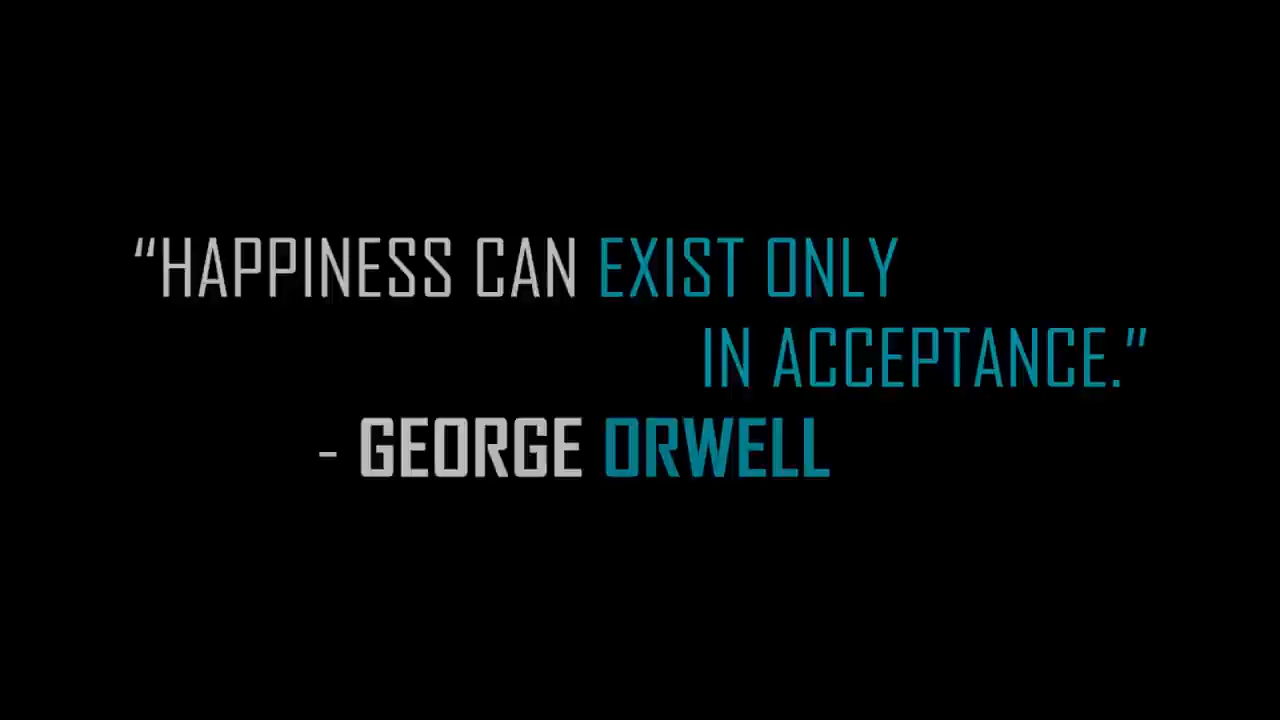 “HAPPINESS CAN EXIST ONLY
IN ACCEPTANCE.”
- GEORGE ORWELL